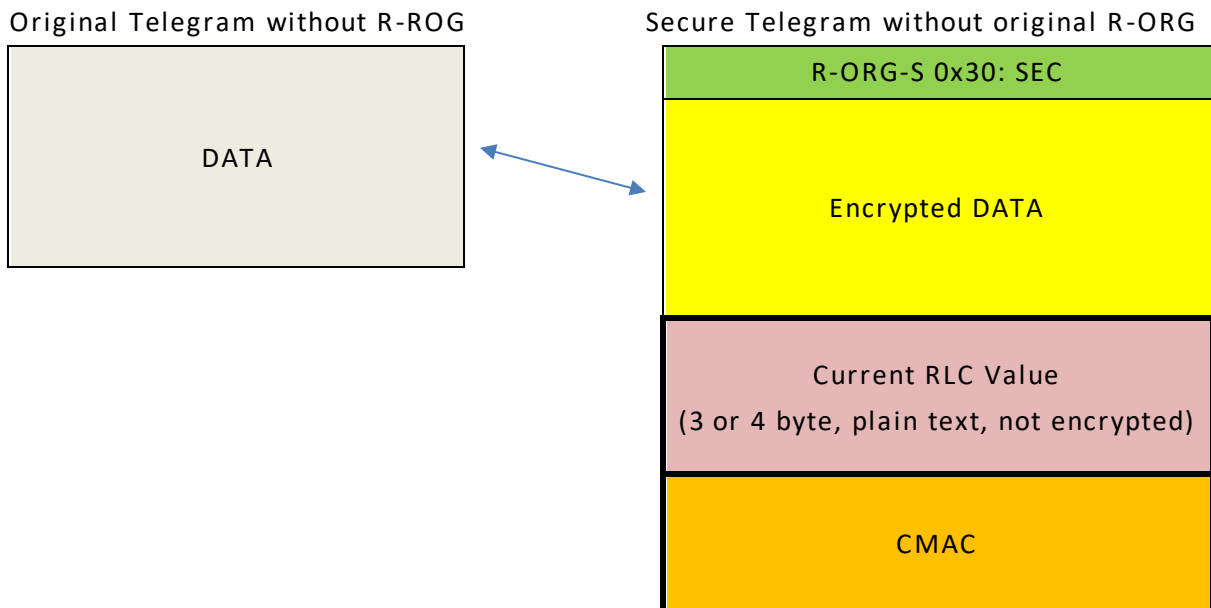 Original Telegram without R-ROG
Secure Telegram without original R-ORG
R-ORG-S 0x30: SEC
DATA
Encrypted DATA
Current RLC Value
(3 or 4 byte, plain text, not encrypted)
CMAC